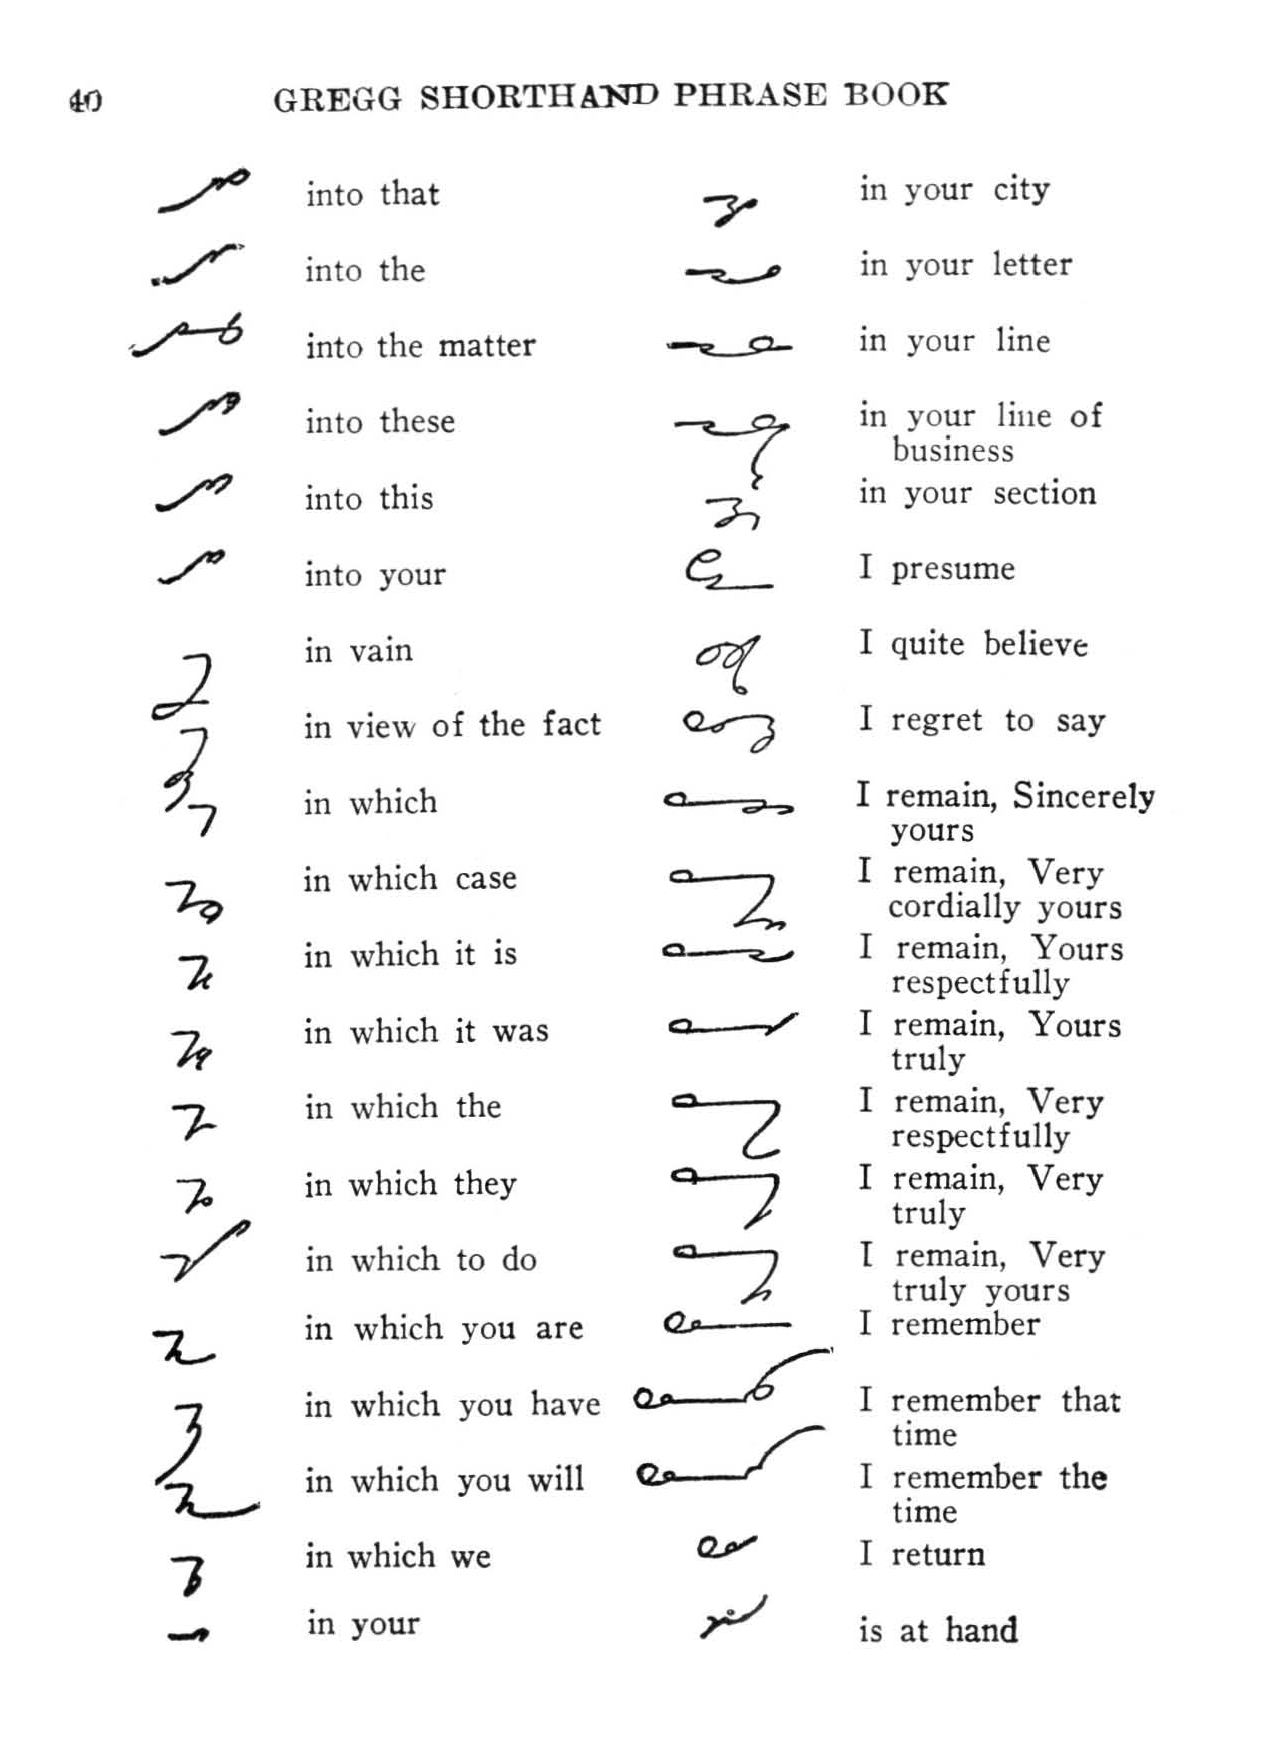 40 GREGG SHORTHAND PHRASE BOOK
into that
into the
into the matter
into these
into this
into your
in vain
in view of the fact
in which
in which case
in which it is
in which it was
in which the
in which they
in which to do
in which you are
in which you have
in which you will
in which we
in your
in your city
in your letter
in your line
in your line of
business
in your section
I presume
I quite believe
I regret to say
I remain, Sincerely
yours
I remain, Very
cordially yours
I remain, Yours
respectfully
I remain, Yours
truly
I remain, Very
respectfully
I remain, Very
truly
I remain, Very
truly yours
I remember
I remember that
time
I remember the
time
I return
is at hand